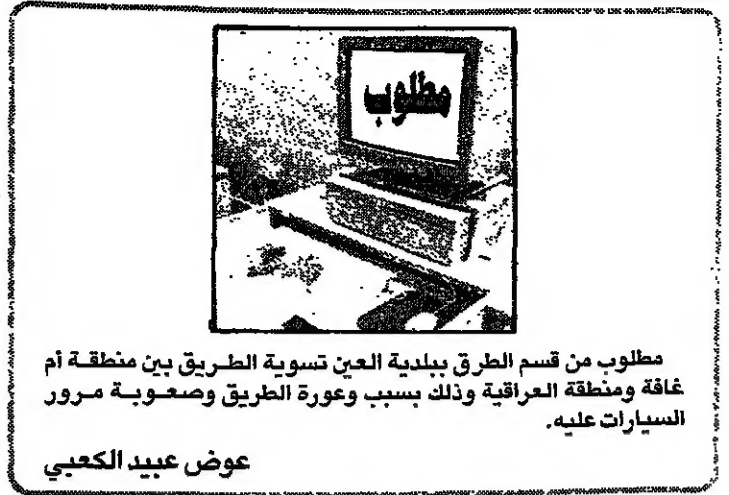 مطلوب
مطلوب من قسم الطرق ببلدية العين تسوية الطريق بين منطقة أم
غافة ومنطقة العراقية وذلك بسبب وعورة الطريق وصعوبة مرور
السيارات عليه.
عوض عبيد الكعبي